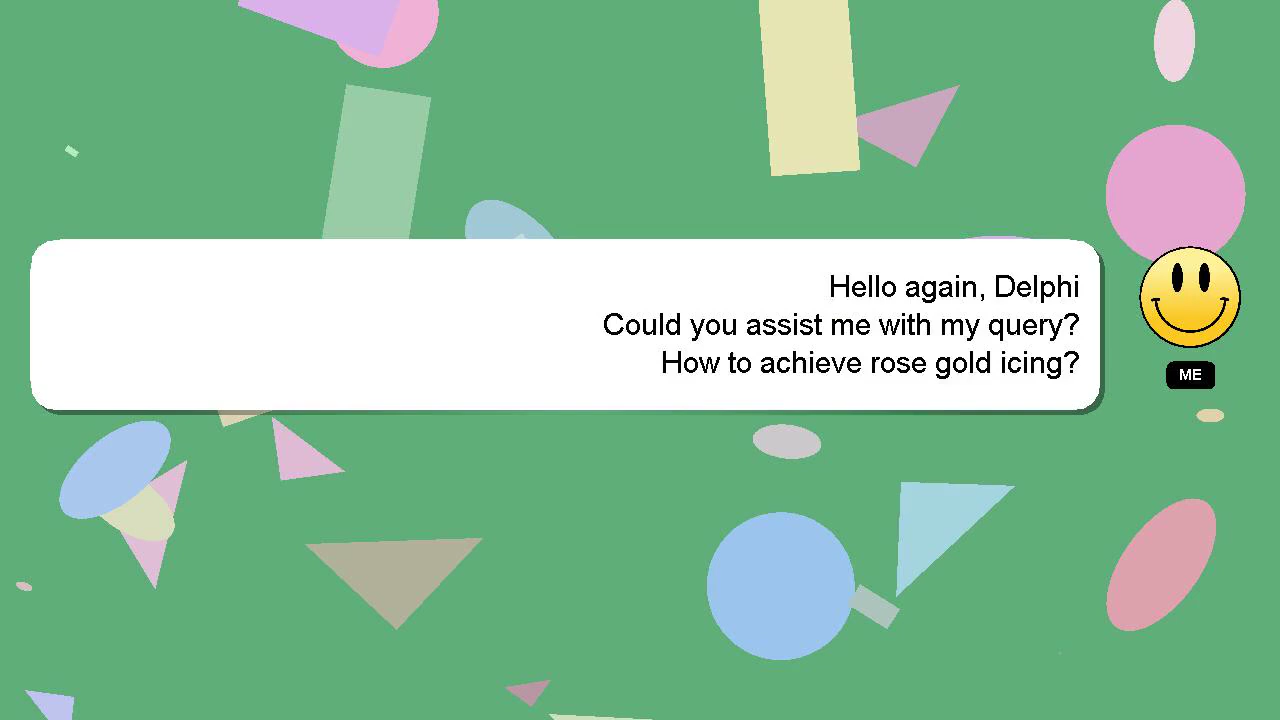 Hello again, Delphi
Could you assist me with my query?
How to achieve rose gold icing?
ME